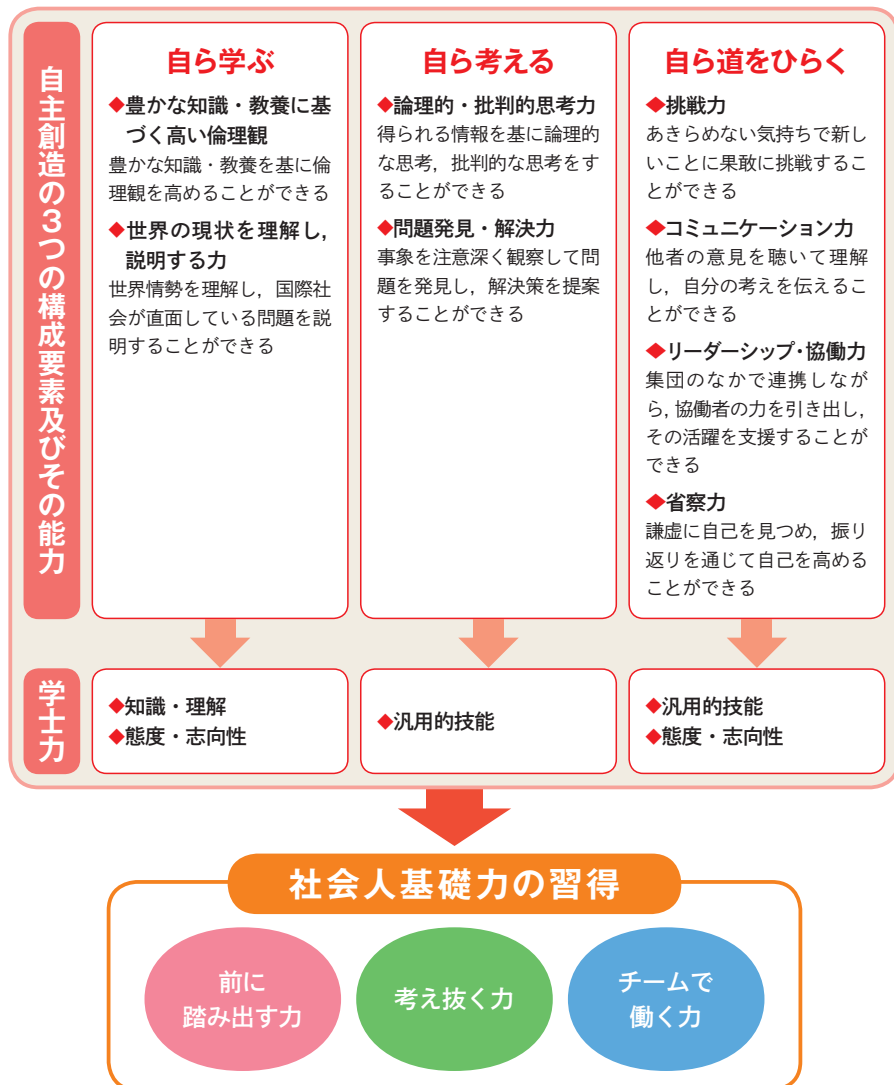 自主創造の3つの構成要素及びその能力
自ら学ぶ
◆豊かな知識・教養に基
づく高い倫理観
豊かな知識・教養を基に倫
理観を高めることができる
◆世界の現状を理解し，
説明する力
世界情勢を理解し，国際社
会が直面している問題を説
明することができる
自ら考える
◆論理的・批判的思考力
得られる情報を基に論理的
な思考，批判的な思考をす
ることができる
◆問題発見・解決力
事象を注意深く観察して問
題を発見し，解決策を提案
することができる
自ら道をひらく
◆挑戦力
あきらめない気持ちで新し
いことに果敢に挑戦するこ
とができる
◆コミュニケーション力
他者の意見を聴いて理解
し，自分の考えを伝えるこ
とができる
◆リーダーシップ・協働力
集団のなかで連携しなが
ら，協働者の力を引き出し，
その活躍を支援することが
できる
◆省察力
謙虚に自己を見つめ，振り
返りを通じて自己を高める
ことができる
学士力
◆知識・理解
◆態度・志向性
◆汎用的技能
◆汎用的技能
◆態度・志向性
社会人基礎力の習得
前に
踏み出す力
考え抜く力
チームで
働く力